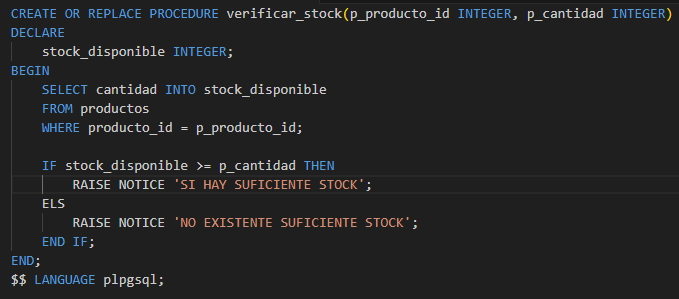 CREATE OR REPLACE PROCEDURE verificar_stock(p_producto_id INTEGER, p_cantidad INTEGER)
DECLARE
    stock_disponible INTEGER;
BEGIN
    SELECT cantidad INTO stock_disponible
    FROM productos
    WHERE producto_id = p_producto_id;

    IF stock_disponible >= p_cantidad THEN
        RAISE NOTICE 'SI HAY SUFICIENTE STOCK';
    ELS
        RAISE NOTICE 'NO EXISTENTE SUFICIENTE STOCK';
    END IF;
END;
$$ LANGUAGE plpgsql;